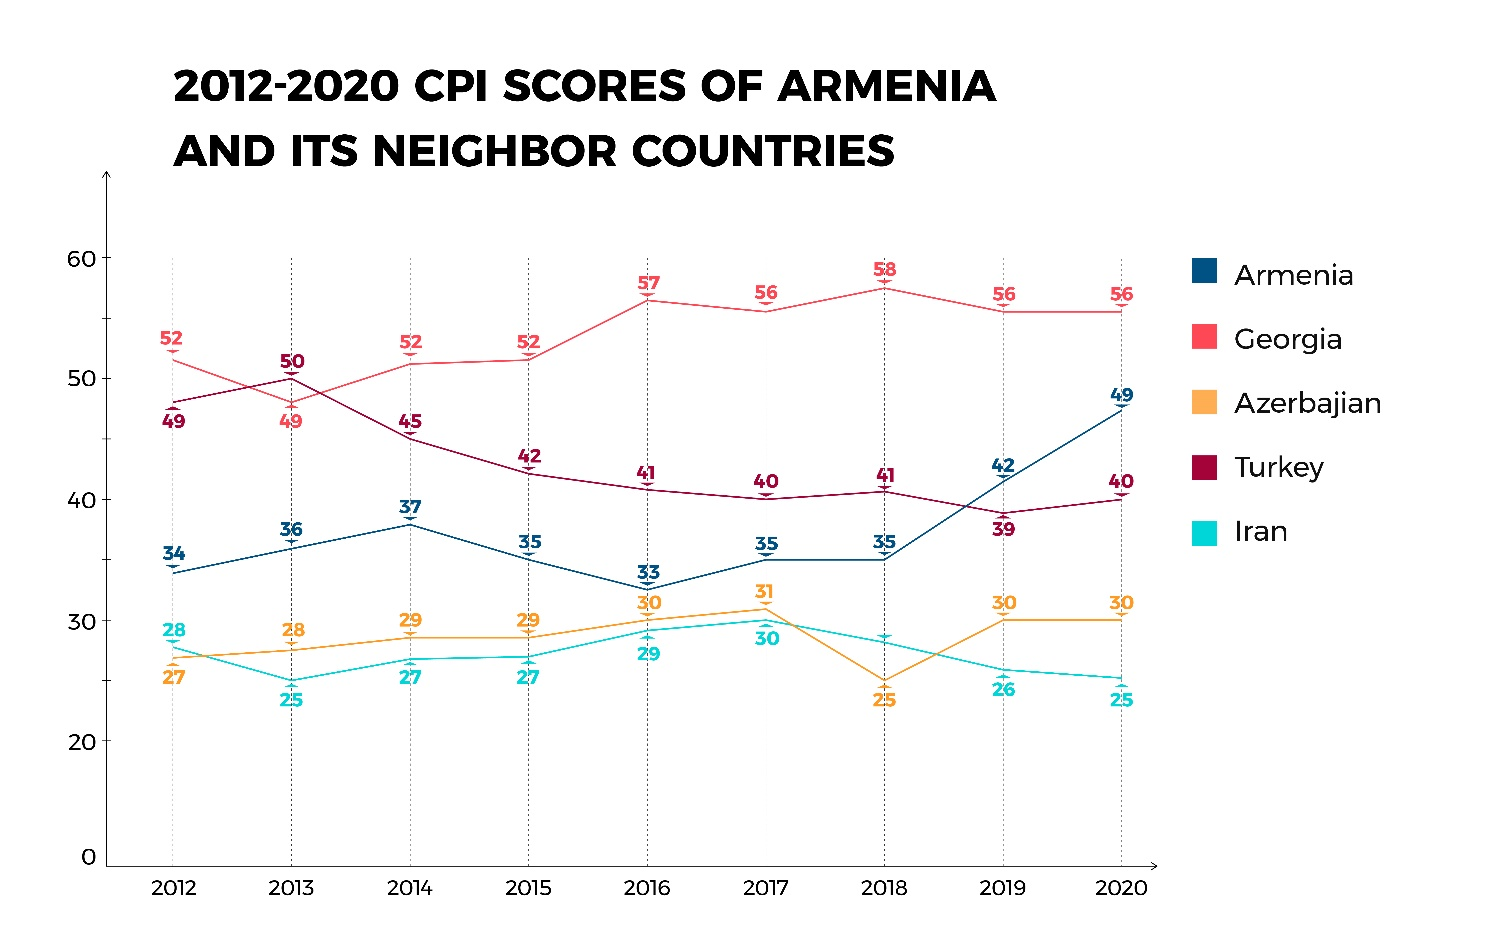 2012-2020 CPI SCORES OF ARMENIA
AND ITS NEIGHBOR COUNTRIES
60
50
40
30
20
0
52 49 52 52 57 56 58 56 56
49 50 45 42 41 40 41 39 40
34 36 37 35 33 35 35 42 49
27 28 29 29 30 31 25 30 30
28 25 27 27 29 30 26 25
2012 2013 2014 2015 2016 2017 2018 2019 2020
Armenia
Georgia
Azerbajian
Turkey
Iran